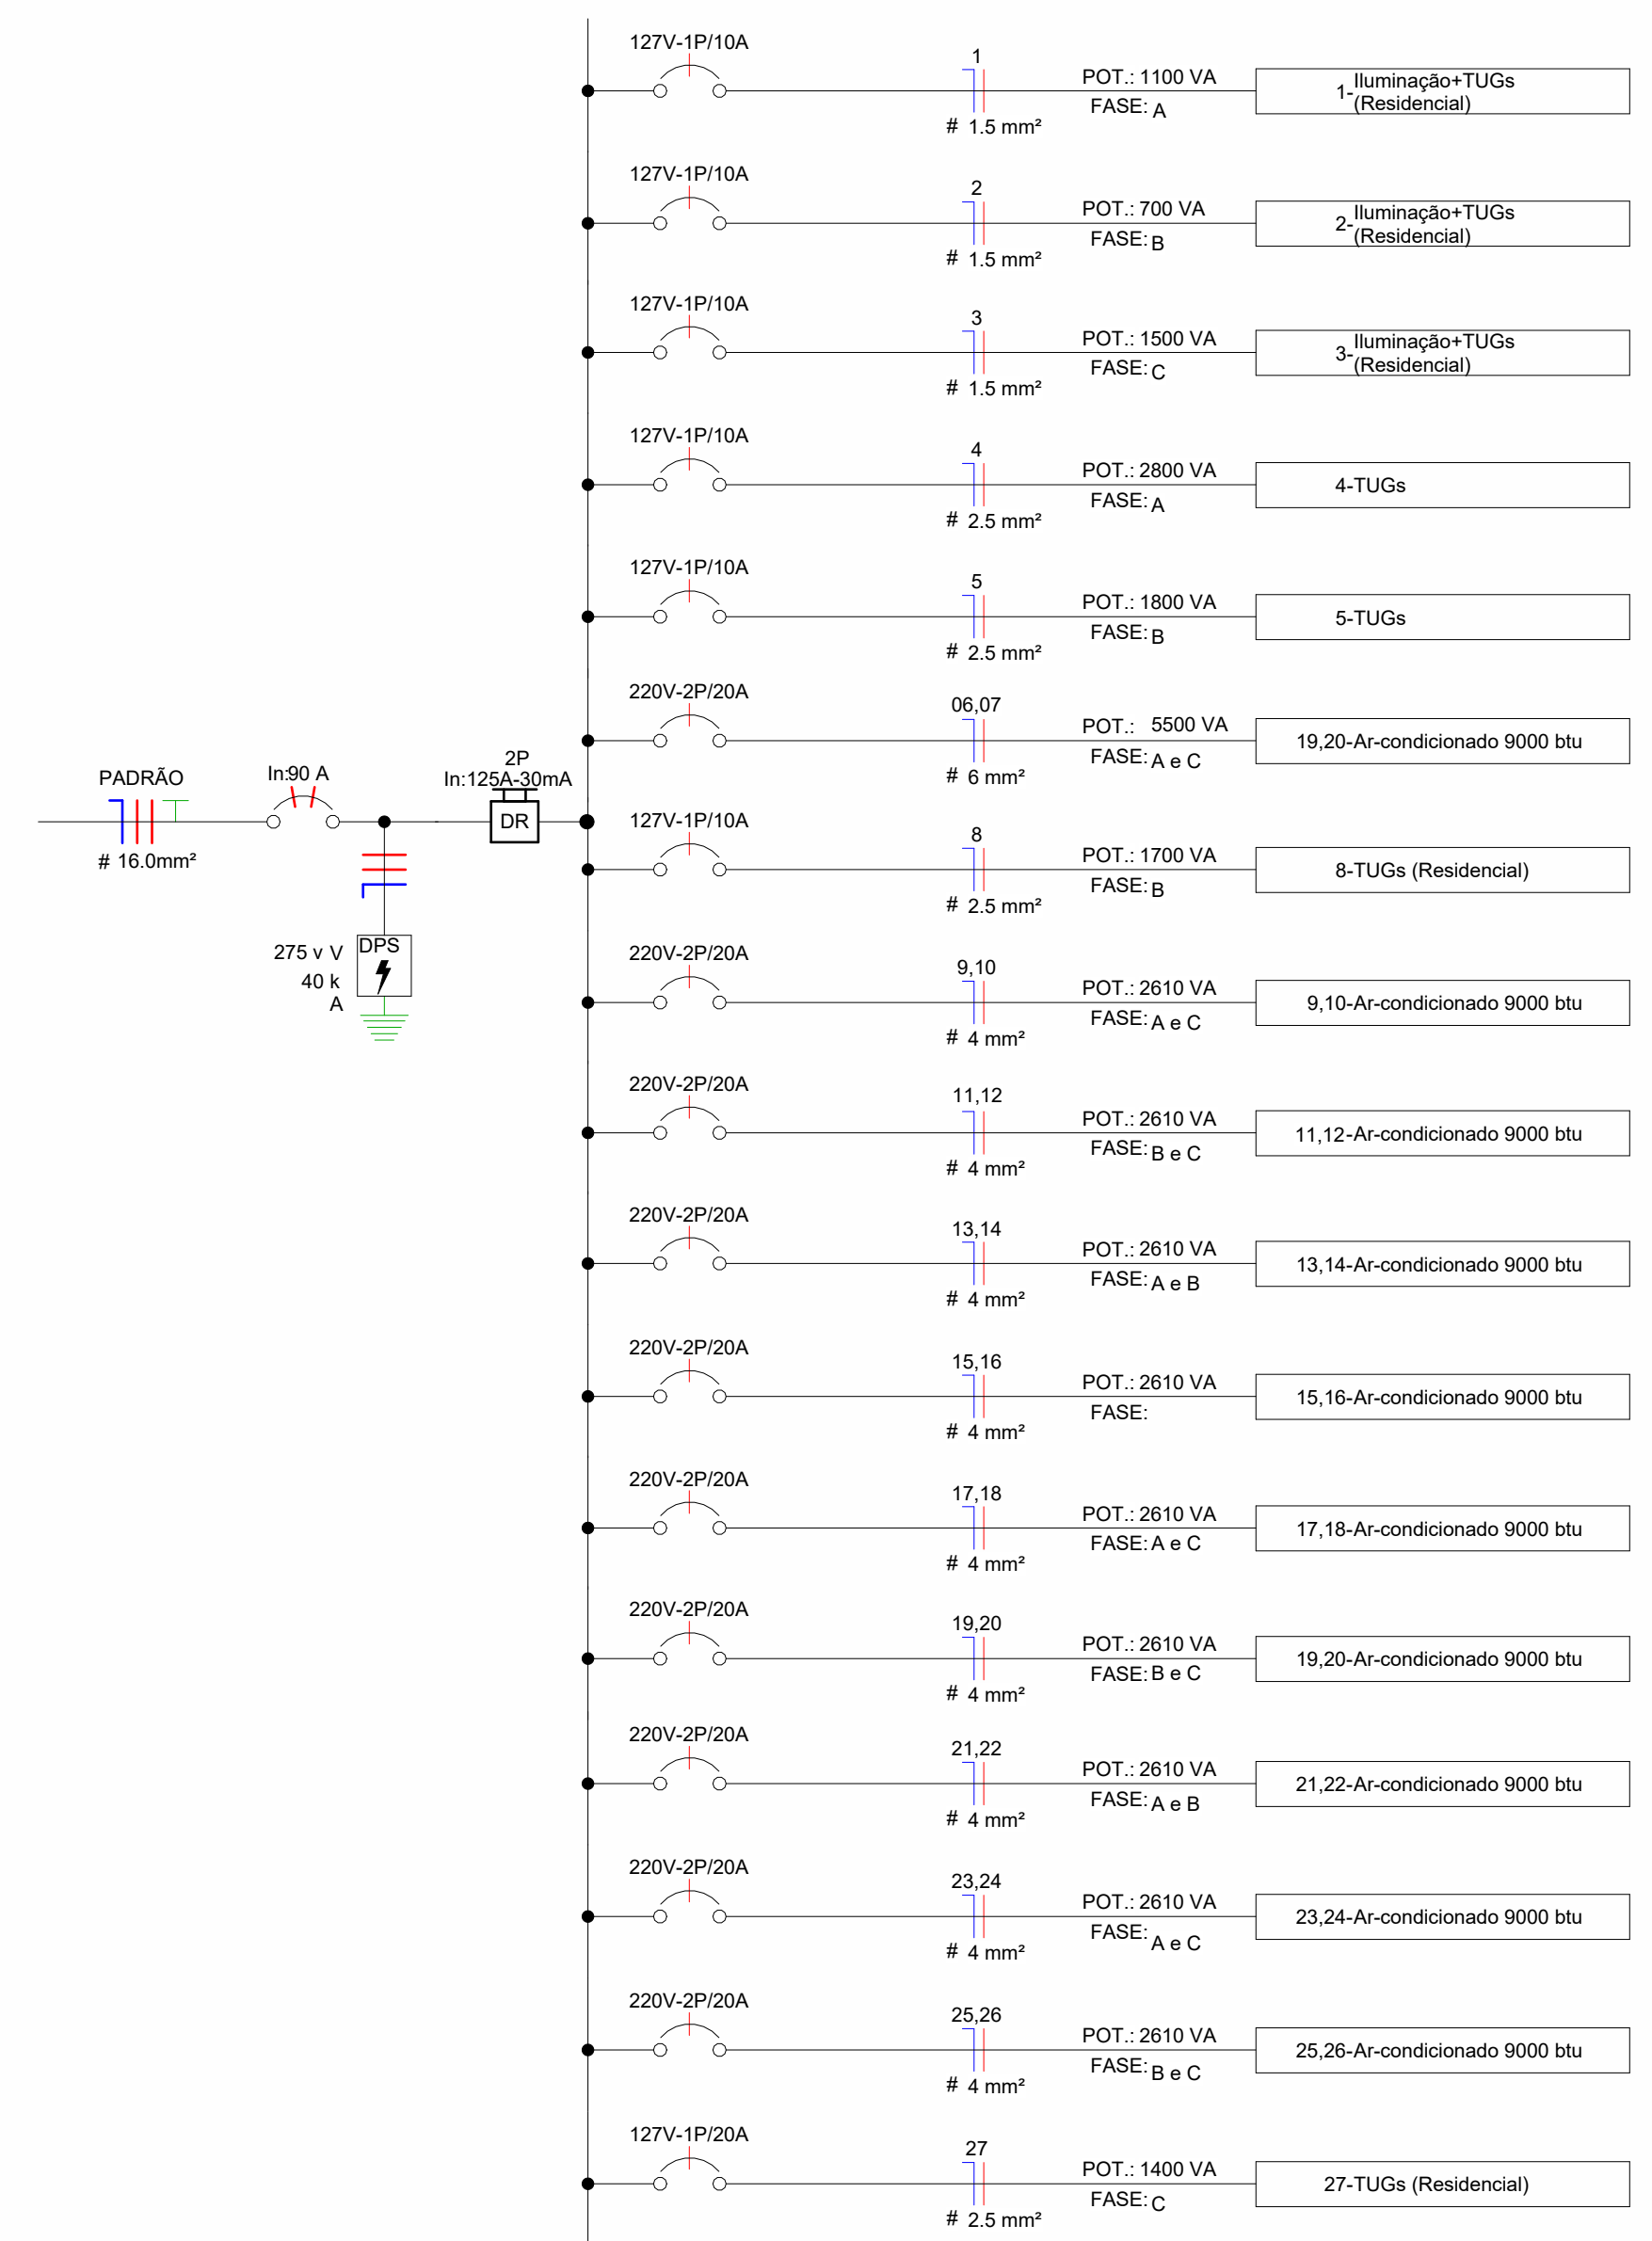 127V-1P/10A
1
POT.: 1100 VA
FASE: A
# 1.5 mm²
1-Iluminação+TUGs
(Residencial)
127V-1P/10A
2
POT.: 700 VA
FASE: B
# 1.5 mm²
2-Iluminação+TUGs
(Residencial)
127V-1P/10A
3
POT.: 1500 VA
FASE: C
# 1.5 mm²
3-Iluminação+TUGs
(Residencial)
127V-1P/10A
4
POT.: 2800 VA
FASE: A
# 2.5 mm²
4-TUGs
127V-1P/10A
5
POT.: 1800 VA
FASE: B
# 2.5 mm²
5-TUGs
220V-2P/20A
06,07
POT.: 5500 VA
FASE: A e C
# 6 mm²
19,20-Ar-condicionado 9000 btu
PADRÃO
# 16.0mm²
In:90 A
2P
In:125A-30mA
DR
275 v V
40 k
A
DPS
127V-1P/10A
8
POT.: 1700 VA
FASE: B
# 2.5 mm²
8-TUGs (Residencial)
220V-2P/20A
9,10
POT.: 2610 VA
FASE: A e C
# 4 mm²
9,10-Ar-condicionado 9000 btu
220V-2P/20A
11,12
POT.: 2610 VA
FASE: B e C
# 4 mm²
11,12-Ar-condicionado 9000 btu
220V-2P/20A
13,14
POT.: 2610 VA
FASE: A e B
# 4 mm²
13,14-Ar-condicionado 9000 btu
220V-2P/20A
15,16
POT.: 2610 VA
FASE:
# 4 mm²
15,16-Ar-condicionado 9000 btu
220V-2P/20A
17,18
POT.: 2610 VA
FASE: A e C
# 4 mm²
17,18-Ar-condicionado 9000 btu
220V-2P/20A
19,20
POT.: 2610 VA
FASE: B e C
# 4 mm²
19,20-Ar-condicionado 9000 btu
220V-2P/20A
21,22
POT.: 2610 VA
FASE: A e B
# 4 mm²
21,22-Ar-condicionado 9000 btu
220V-2P/20A
23,24
POT.: 2610 VA
FASE: A e C
# 4 mm²
23,24-Ar-condicionado 9000 btu
220V-2P/20A
25,26
POT.: 2610 VA
FASE: B e C
# 4 mm²
25,26-Ar-condicionado 9000 btu
127V-1P/20A
27
POT.: 1400 VA
FASE: C
# 2.5 mm²
27-TUGs (Residencial)